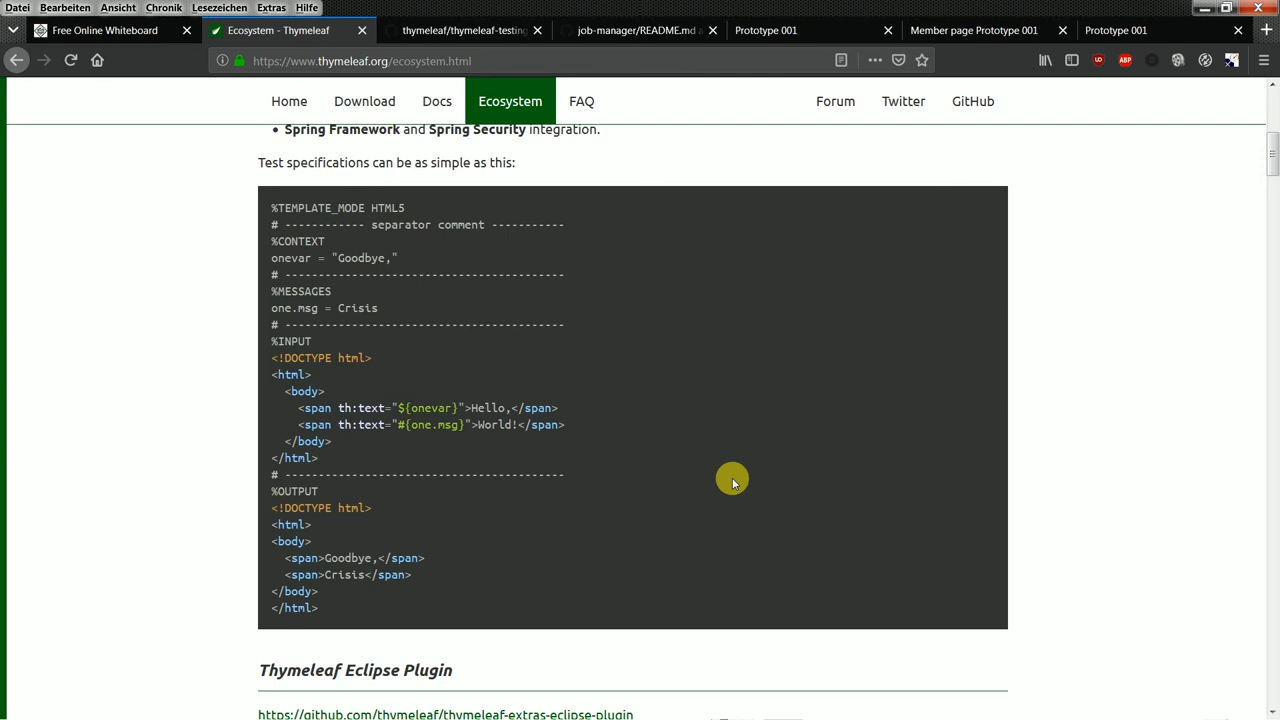 Datei Bearbeiten Ansicht Chronik Lesezeichen Extras Hilfe
Free Online Whiteboard
Ecosystem - Thymeleaf
thymeleaf/thymeleaf-testing
job-manager/README.md a
Prototype 001
Member page Prototype 001
Prototype 001
https://www.thymeleaf.org/ecosystem.html
Home Download Docs Ecosystem FAQ Forum Twitter GitHub
• Spring Framework and Spring Security integration.
Test specifications can be as simple as this:
%TEMPLATE_MODE HTML5
# ------------ separator comment -----------
%CONTEXT
onevar = "Goodbye,"
# ------------------------------------------
%MESSAGES
one.msg = Crisis
# ------------------------------------------
%INPUT
<!DOCTYPE html>
<html>
<body>
<span th:text="${onevar}">Hello,</span>
<span th:text="#{one.msg}">World!</span>
</body>
</html>
# ------------------------------------------
%OUTPUT
<!DOCTYPE html>
<html>
<body>
<span>Goodbye,</span>
<span>Crisis</span>
</body>
</html>
Thymeleaf Eclipse Plugin
https://github.com/thymeleaf/thymeleaf-extras-eclipse-plugin